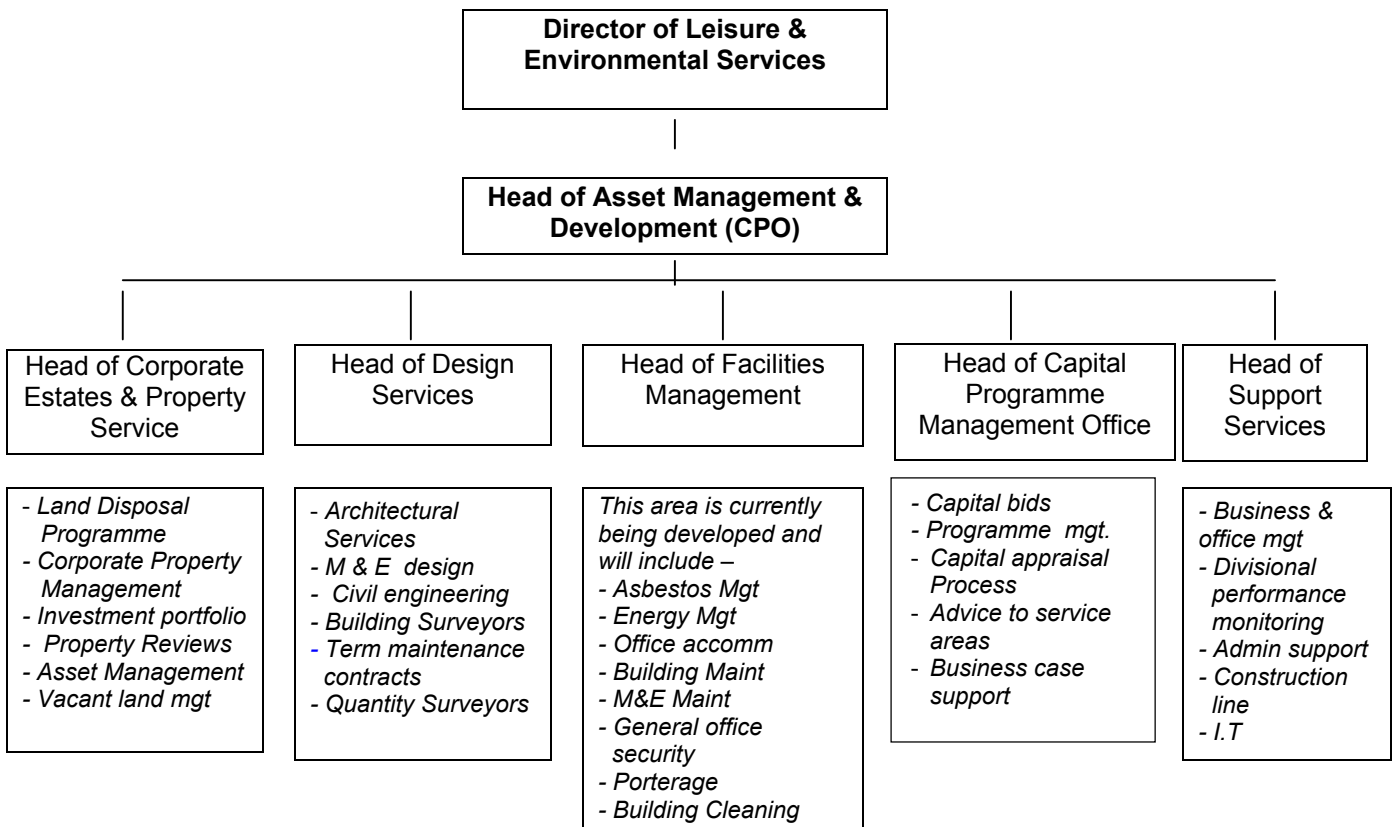 Director of Leisure &
Environmental Services
Head of Asset Management &
Development (CPO)
Head of Corporate
Estates & Property
Service
Head of Design
Services
Head of Facilities
Management
Head of Capital
Programme
Management Office
Head of
Support
Services
- Land Disposal
Programme
- Corporate Property
Management
- Investment portfolio
- Property Reviews
- Asset Management
- Vacant land mgt
- Architectural
Services
- M & E design
- Civil engineering
- Building Surveyors
- Term maintenance
contracts
- Quantity Surveyors
This area is currently
being developed and
will include –
- Asbestos Mgt
- Energy Mgt
- Office accomm
- Building Maint
- M&E Maint
- General office
security
- Porterage
- Building Cleaning
- Capital bids
- Programme mgt.
- Capital appraisal
Process
- Advice to service
areas
- Business case
support
- Business &
office mgt
- Divisional
performance
monitoring
- Admin support
- Construction
line
- I.T